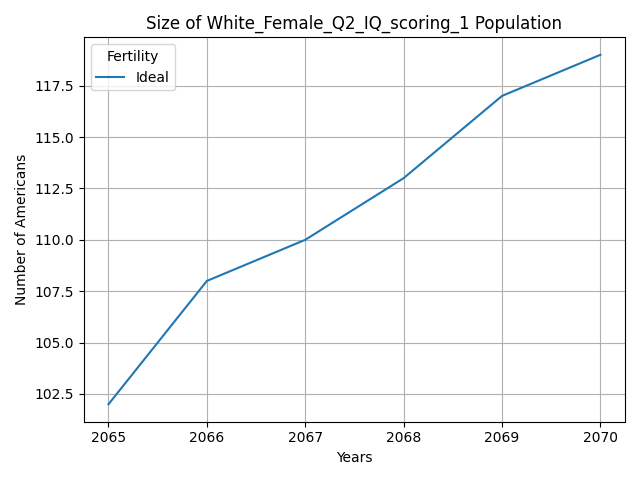 Size of White_Female_Q2_IQ_scoring_1 Population
Fertility
Ideal
Number of Americans
117.5
115.0
112.5
110.0
107.5
105.0
102.5
2065 2066 2067 2068 2069 2070
Years